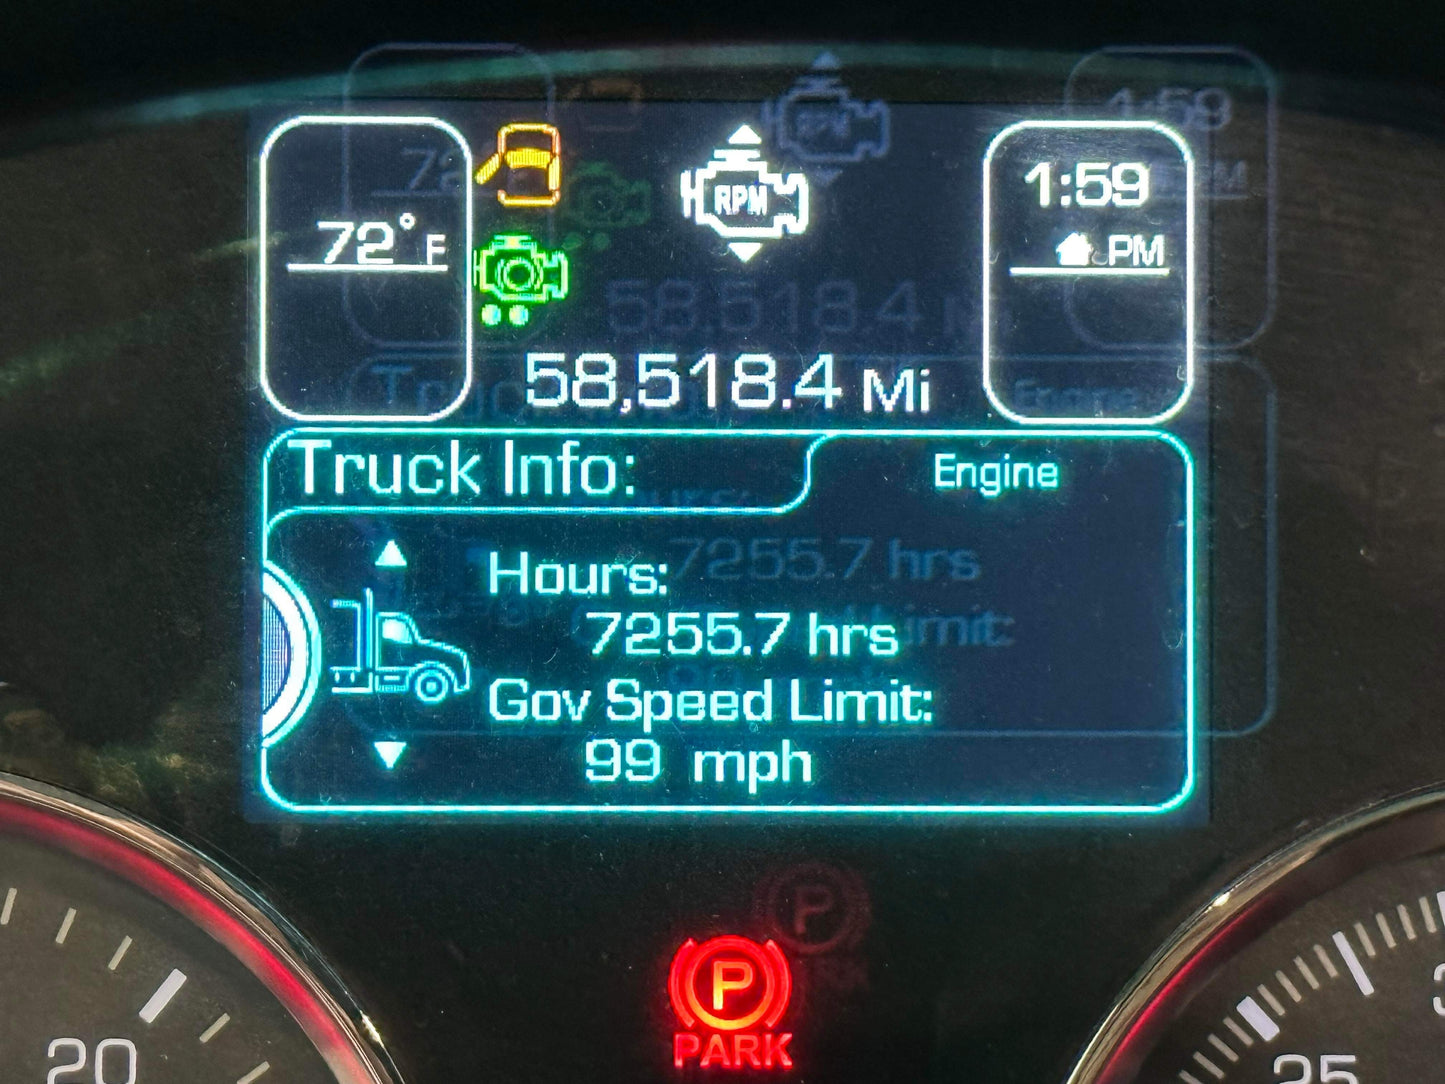 72°F
RPM
1:59
PM
58,518.4 Mi
Truck Info:
Engine
Hours:
7255.7 hrs
Gov Speed Limit:
99 mph
P
PARK
20
25